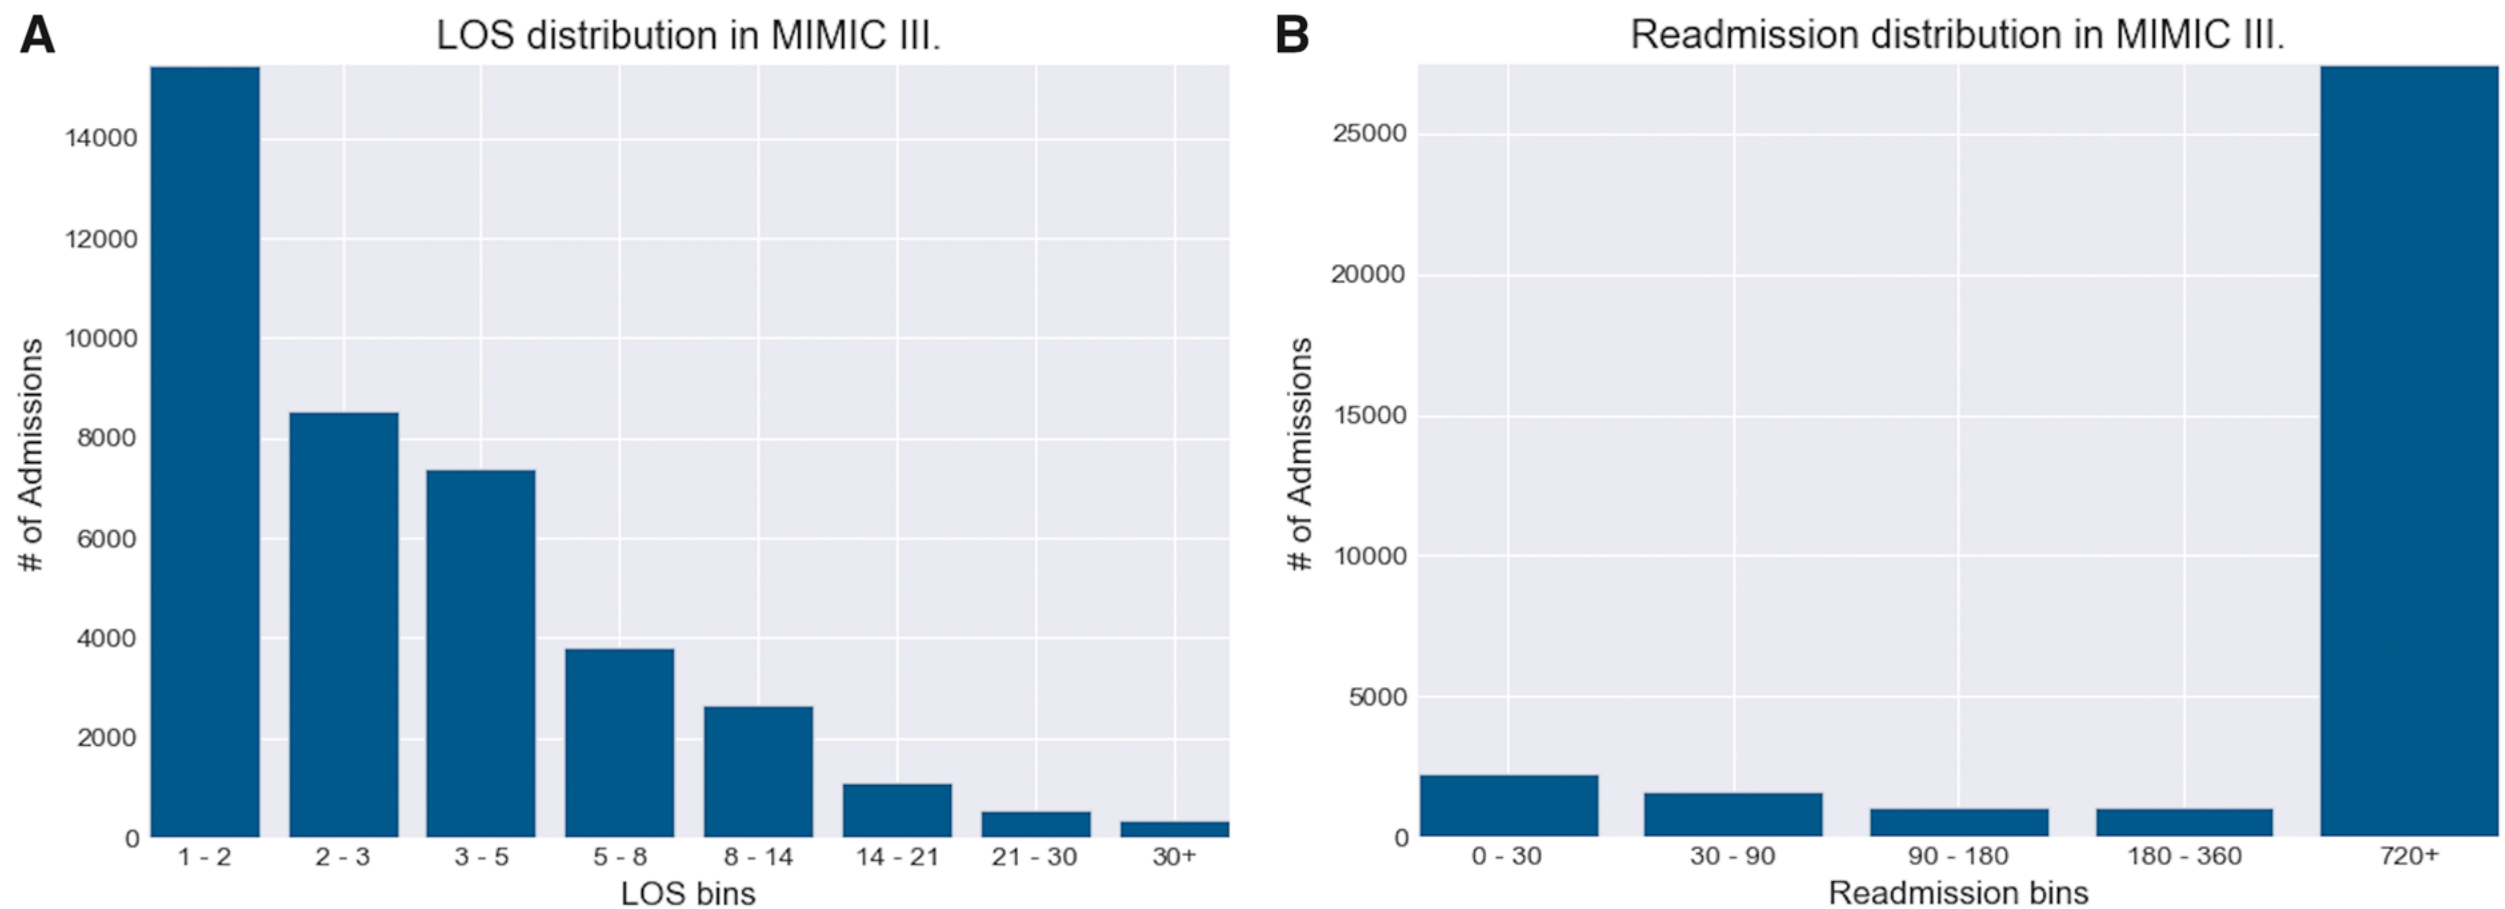 A
LOS distribution in MIMIC III.
# of Admissions
14000
12000
10000
8000
6000
4000
2000
0
1 - 2
2 - 3
3 - 5
5 - 8
8 - 14
14 - 21
21 - 30
30+
LOS bins
B
Readmission distribution in MIMIC III.
# of Admissions
25000
20000
15000
10000
5000
0
0 - 30
30 - 90
90 - 180
180 - 360
720+
Readmission bins